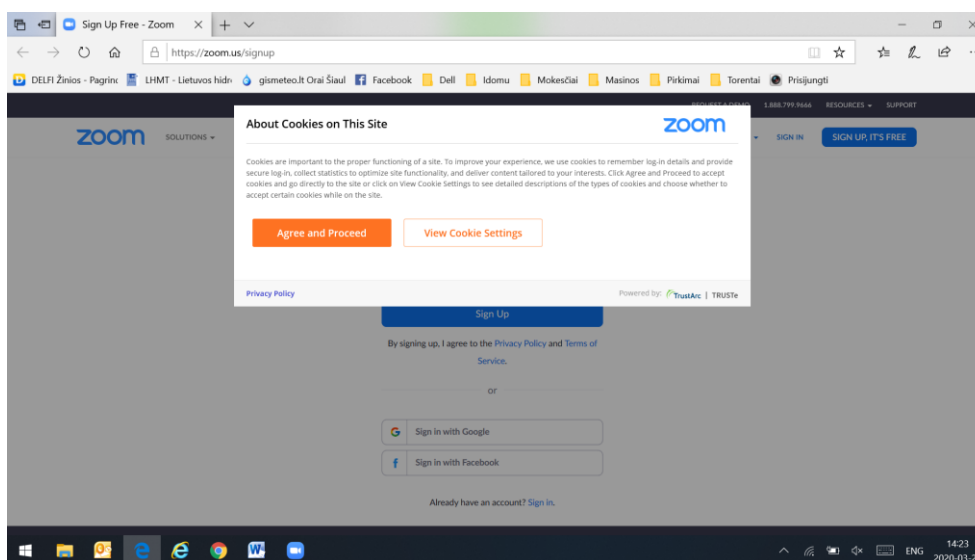 Sign Up Free - Zoom
https://zoom.us/signup
DELFI Žinios - Pagrinc LHMT - Lietuvos hidr gismeteo.lt Orai Šiaul Facebook Dell Idomu Mokesčiai Masinos Pirkimai Torentai Prisijungti
REQUEST A DEMO 1.888.799.9666 RESOURCES SUPPORT
zoom SOLUTIONS SIGN IN SIGN UP, IT'S FREE
About Cookies on This Site zoom
Cookies are important to the proper functioning of a site. To improve your experience, we use cookies to remember log-in details and provide
secure log-in, collect statistics to optimize site functionality, and deliver content tailored to your interests. Click Agree and Proceed to accept
cookies and go directly to the site or click on View Cookie Settings to see detailed descriptions of the types of cookies and choose whether to
accept certain cookies while on the site.
Agree and Proceed View Cookie Settings
Privacy Policy Powered by: TrustArc | TRUSTe
Sign Up
By signing up, I agree to the Privacy Policy and Terms of
Service.
or
Sign in with Google
Sign in with Facebook
Already have an account? Sign in.
ENG 14:23